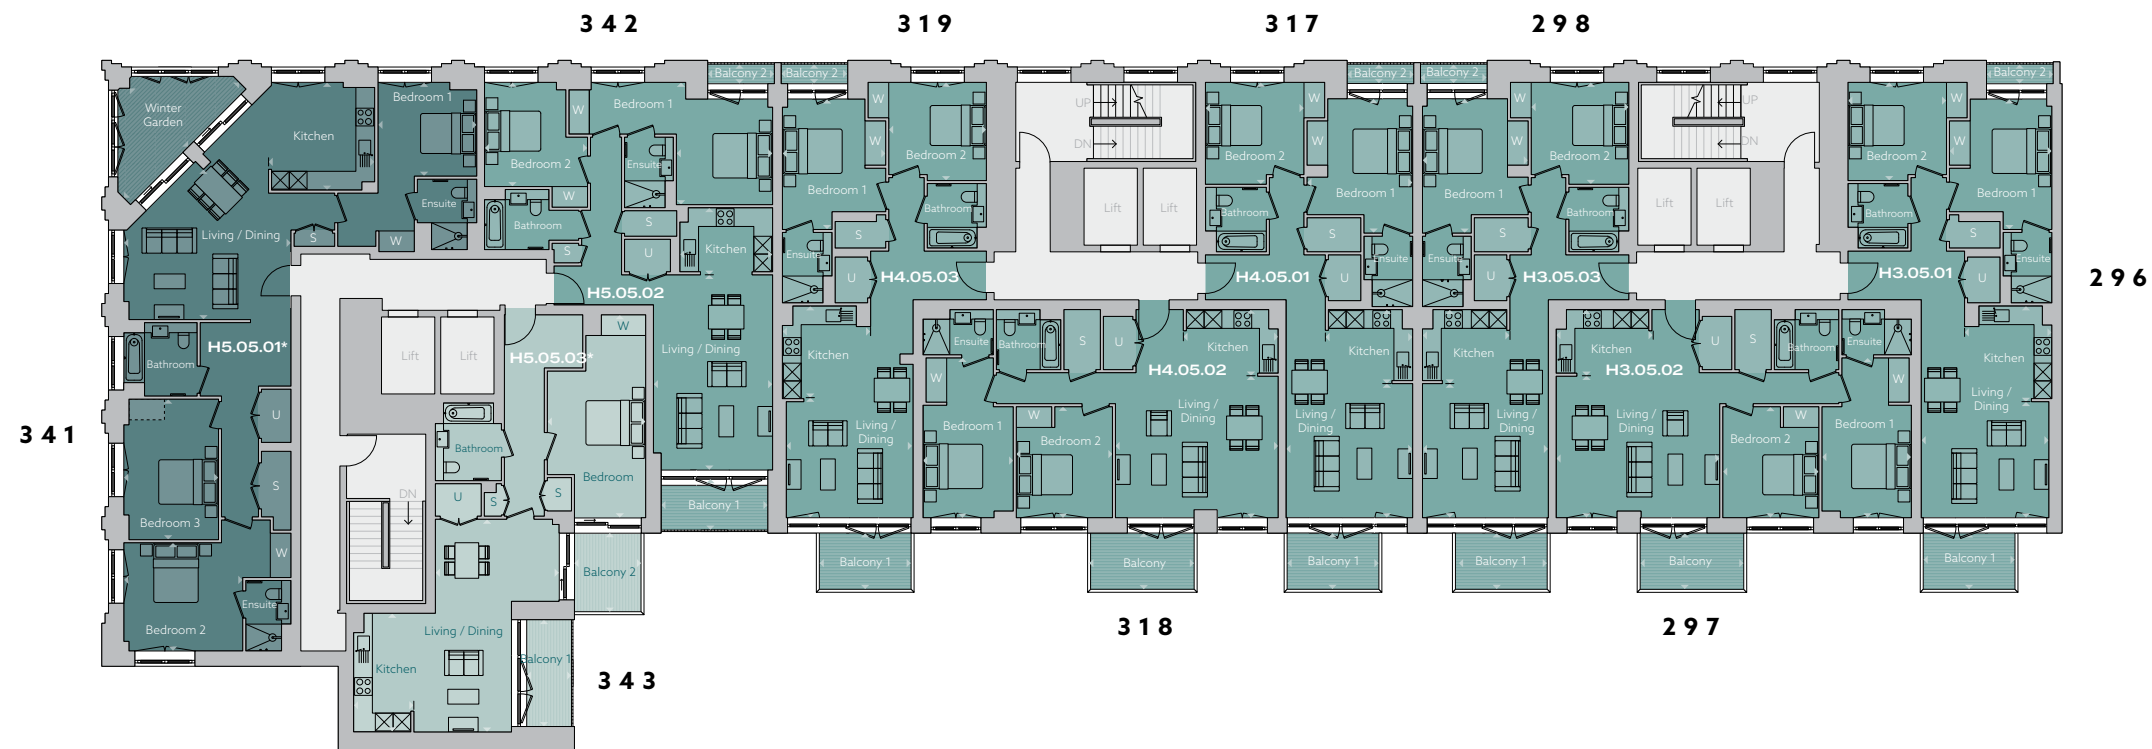 342
319
317
298
296
341
343
318
297
Winter
Garden
Kitchen
Bedroom 1
Living / Dining
Ensuite
S
W
H5.05.01*
Bathroom
U
S
Bedroom 3
W
Ensuite
Bedroom 2
Bedroom 2
W
Bedroom 1
Balcony 2
Ensuite
W
Bathroom
S
S
U
Kitchen
H5.05.02
Living / Dining
Balcony 1
Lift
Lift
DN
H5.05.03*
W
Bathroom
Bedroom
U
S
S
Balcony 2
Living / Dining
Kitchen
Balcony 1
Balcony 2
W
Bedroom 2
W
Bedroom 1
Bathroom
S
Ensuite
U
H4.05.03
Kitchen
Living /
Dining
Balcony 1
UP
DN
Lift
Lift
Ensuite
Bathroom
S
U
Kitchen
H4.05.02
W
Bedroom 1
W
Bedroom 2
Living /
Dining
Balcony
Balcony 2
W
Bedroom 2
W
Bedroom 1
Bathroom
S
Ensuite
H4.05.01
U
Kitchen
Living /
Dining
Balcony 1
Balcony 2
W
Bedroom 2
W
Bedroom 1
Bathroom
S
Ensuite
U
H3.05.03
Kitchen
Living /
Dining
Balcony 1
UP
DN
Lift
Lift
Kitchen
H3.05.02
U
S
Bathroom
Ensuite
W
Living /
Dining
W
Bedroom 2
Bedroom 1
Balcony
Balcony 2
W
Bedroom 2
W
Bedroom 1
Bathroom
S
Ensuite
H3.05.01
U
Kitchen
Living /
Dining
Balcony 1